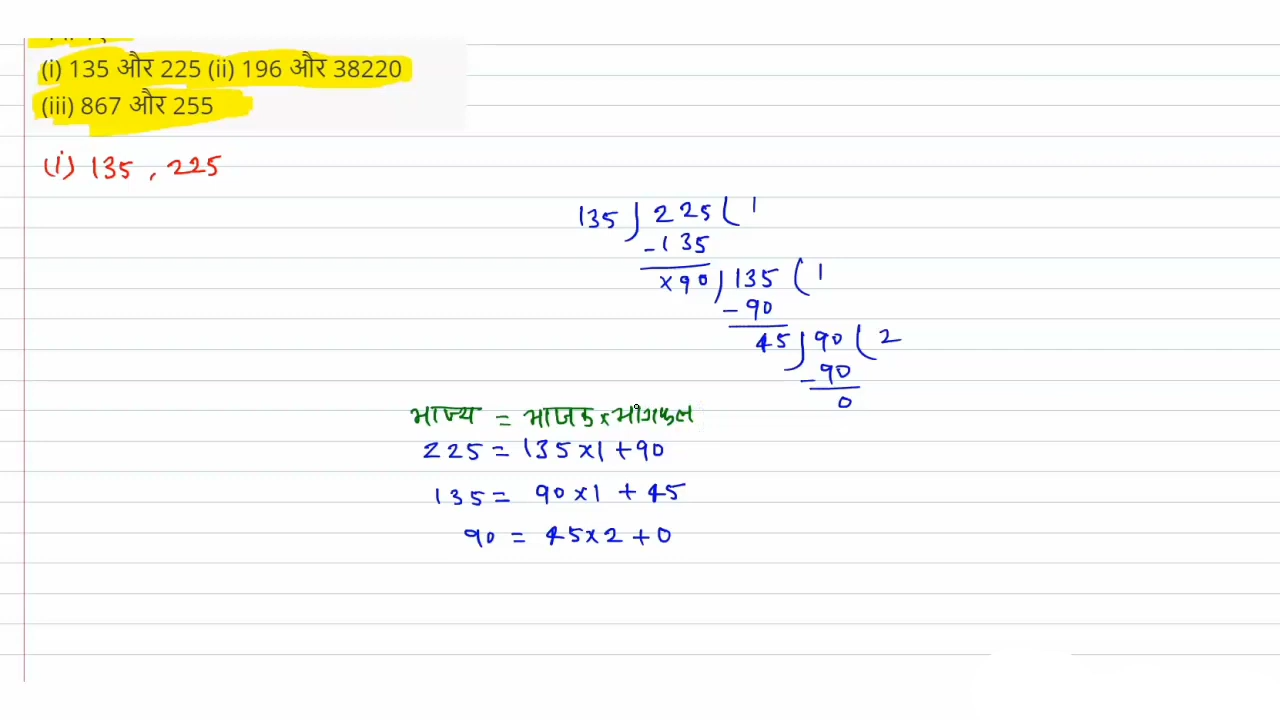 (i) 135 और 225 (ii) 196 और 38220
(iii) 867 और 255
(i) 135 , 225
135 ) 225 ( 1
-135
×90 ) 135 ( 1
-90
45 ) 90 ( 2
-90
0
भाज्य = भाजक × भागफल
225 = 135 × 1 + 90
135 = 90 × 1 + 45
90 = 45 × 2 + 0